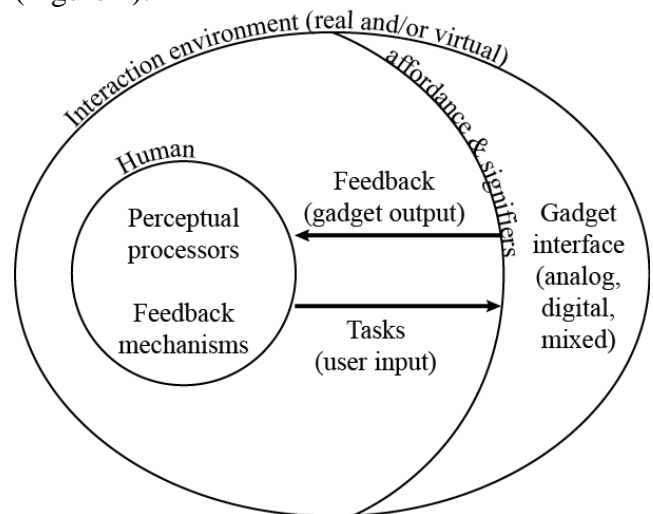 Interaction environment (real and/or virtual)
affordance & signifiers
Human
Perceptual
processors
Feedback
mechanisms
Feedback
(gadget output)
Tasks
(user input)
Gadget
interface
(analog,
digital,
mixed)